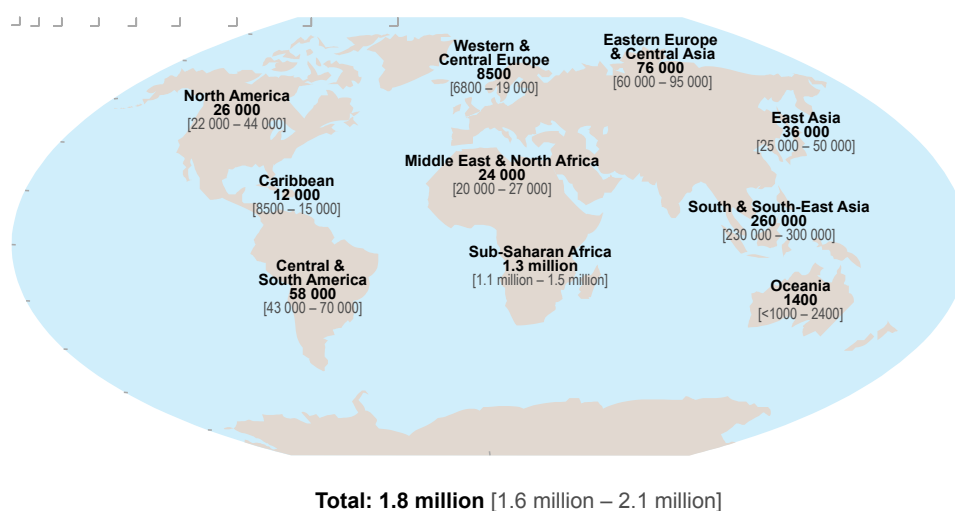 Western &
Central Europe
8500
[6800 – 19 000]
Eastern Europe
& Central Asia
76 000
[60 000 – 95 000]
North America
26 000
[22 000 – 44 000]
East Asia
36 000
[25 000 – 50 000]
Middle East & North Africa
24 000
[20 000 – 27 000]
Caribbean
12 000
[8500 – 15 000]
South & South-East Asia
260 000
[230 000 – 300 000]
Sub-Saharan Africa
1.3 million
[1.1 million – 1.5 million]
Central &
South America
58 000
[43 000 – 70 000]
Oceania
1400
[<1000 – 2400]
Total: 1.8 million [1.6 million – 2.1 million]